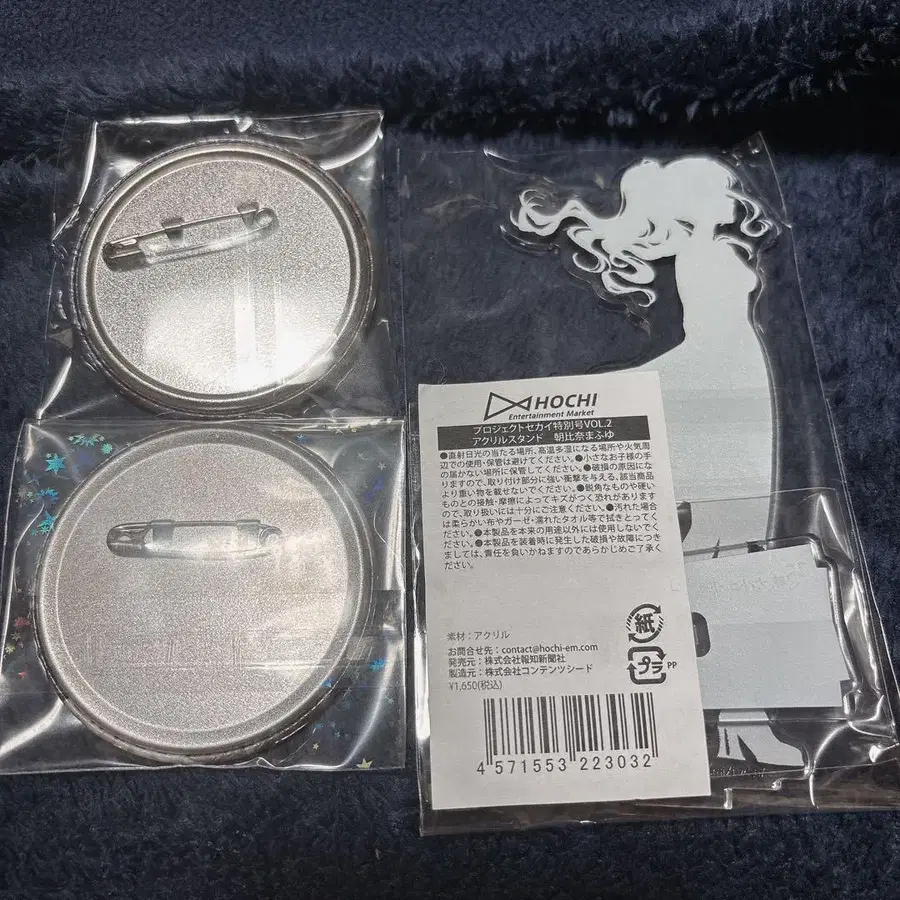 HOCHI
Entertainment Market
プロジェクトセカイ特別号VOL.2
アクリルスタンド 朝比奈まふゆ
●直射日光の当たる場所、高温多湿になる場所や火気周
辺での使用・保管は避けてください。●小さなお子様の手
の届かない場所に保管してください。●破損の原因にな
りますので、取り付け部分に強い衝撃を与える、該当商品
より重い物を載せないでください。●鋭角なものや硬い
ものとの接触・摩擦によってキズがつく恐れがあります
ので、取り扱いには十分にご注意ください。●汚れた場合
は柔らかい布やガーゼ・濡れたタオル等で拭きとってく
ださい。●本製品を本来の用途以外には使用しないでく
ださい。●本製品を装着時に発生した破損や故障につき
ましては、責任を負いかねますのであらかじめご了承く
ださい。
紙
素材：アクリル
お問合せ先：contact@hochi-em.com
発売元：株式会社報知新聞社
製造元：株式会社コンテンツシード
¥1,650(税込)
プラ PP
4 571553 223032